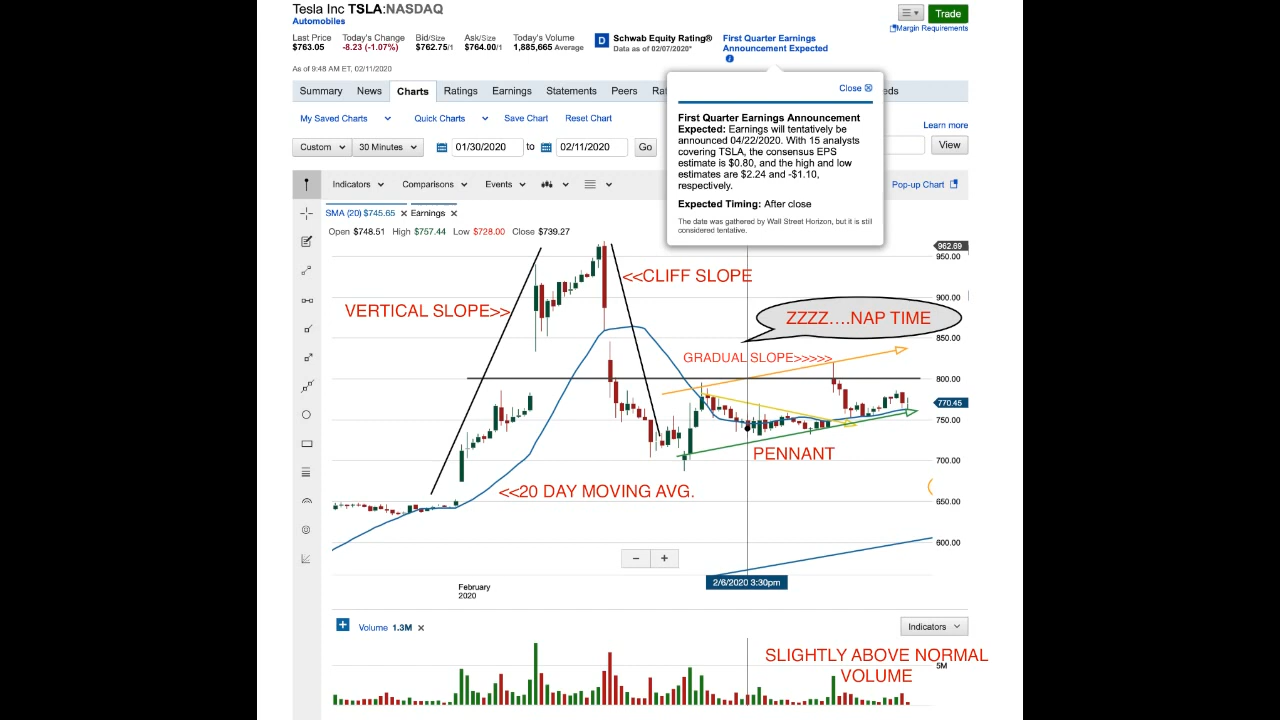 Tesla Inc TSLA:NASDAQ
Automobiles
Trade
Margin Requirements
Last Price Today's Change Bid/Size Ask/Size Today's Volume
$763.05 -8.23 (-1.07%) $762.75/1 $764.00/1 1,885,665 Average
D Schwab Equity Rating®
Data as of 02/07/2020*
First Quarter Earnings
Announcement Expected
As of 9:48 AM ET, 02/11/2020
Summary News Charts Ratings Earnings Statements Peers Rat eds
Close
First Quarter Earnings Announcement
Expected: Earnings will tentatively be
announced 04/22/2020. With 15 analysts
covering TSLA, the consensus EPS
estimate is $0.80, and the high and low
estimates are $2.24 and -$1.10,
respectively.
Expected Timing: After close
The date was gathered by Wall Street Horizon, but it is still
considered tentative.
My Saved Charts Quick Charts Save Chart Reset Chart
Learn more
Custom 30 Minutes 01/30/2020 to 02/11/2020 Go View
Indicators Comparisons Events Pop-up Chart
SMA (20) $745.65 x Earnings x
Open $748.51 High $757.44 Low $728.00 Close $739.27
962.89
950.00
<<CLIFF SLOPE
900.00
VERTICAL SLOPE>>
ZZZZ....NAP TIME
850.00
GRADUAL SLOPE>>>>>
800.00
770.45
750.00
PENNANT
700.00
<<20 DAY MOVING AVG.
650.00
600.00
2/6/2020 3:30pm
February
2020
Volume 1.3M x
Indicators
SLIGHTLY ABOVE NORMAL
5M
VOLUME